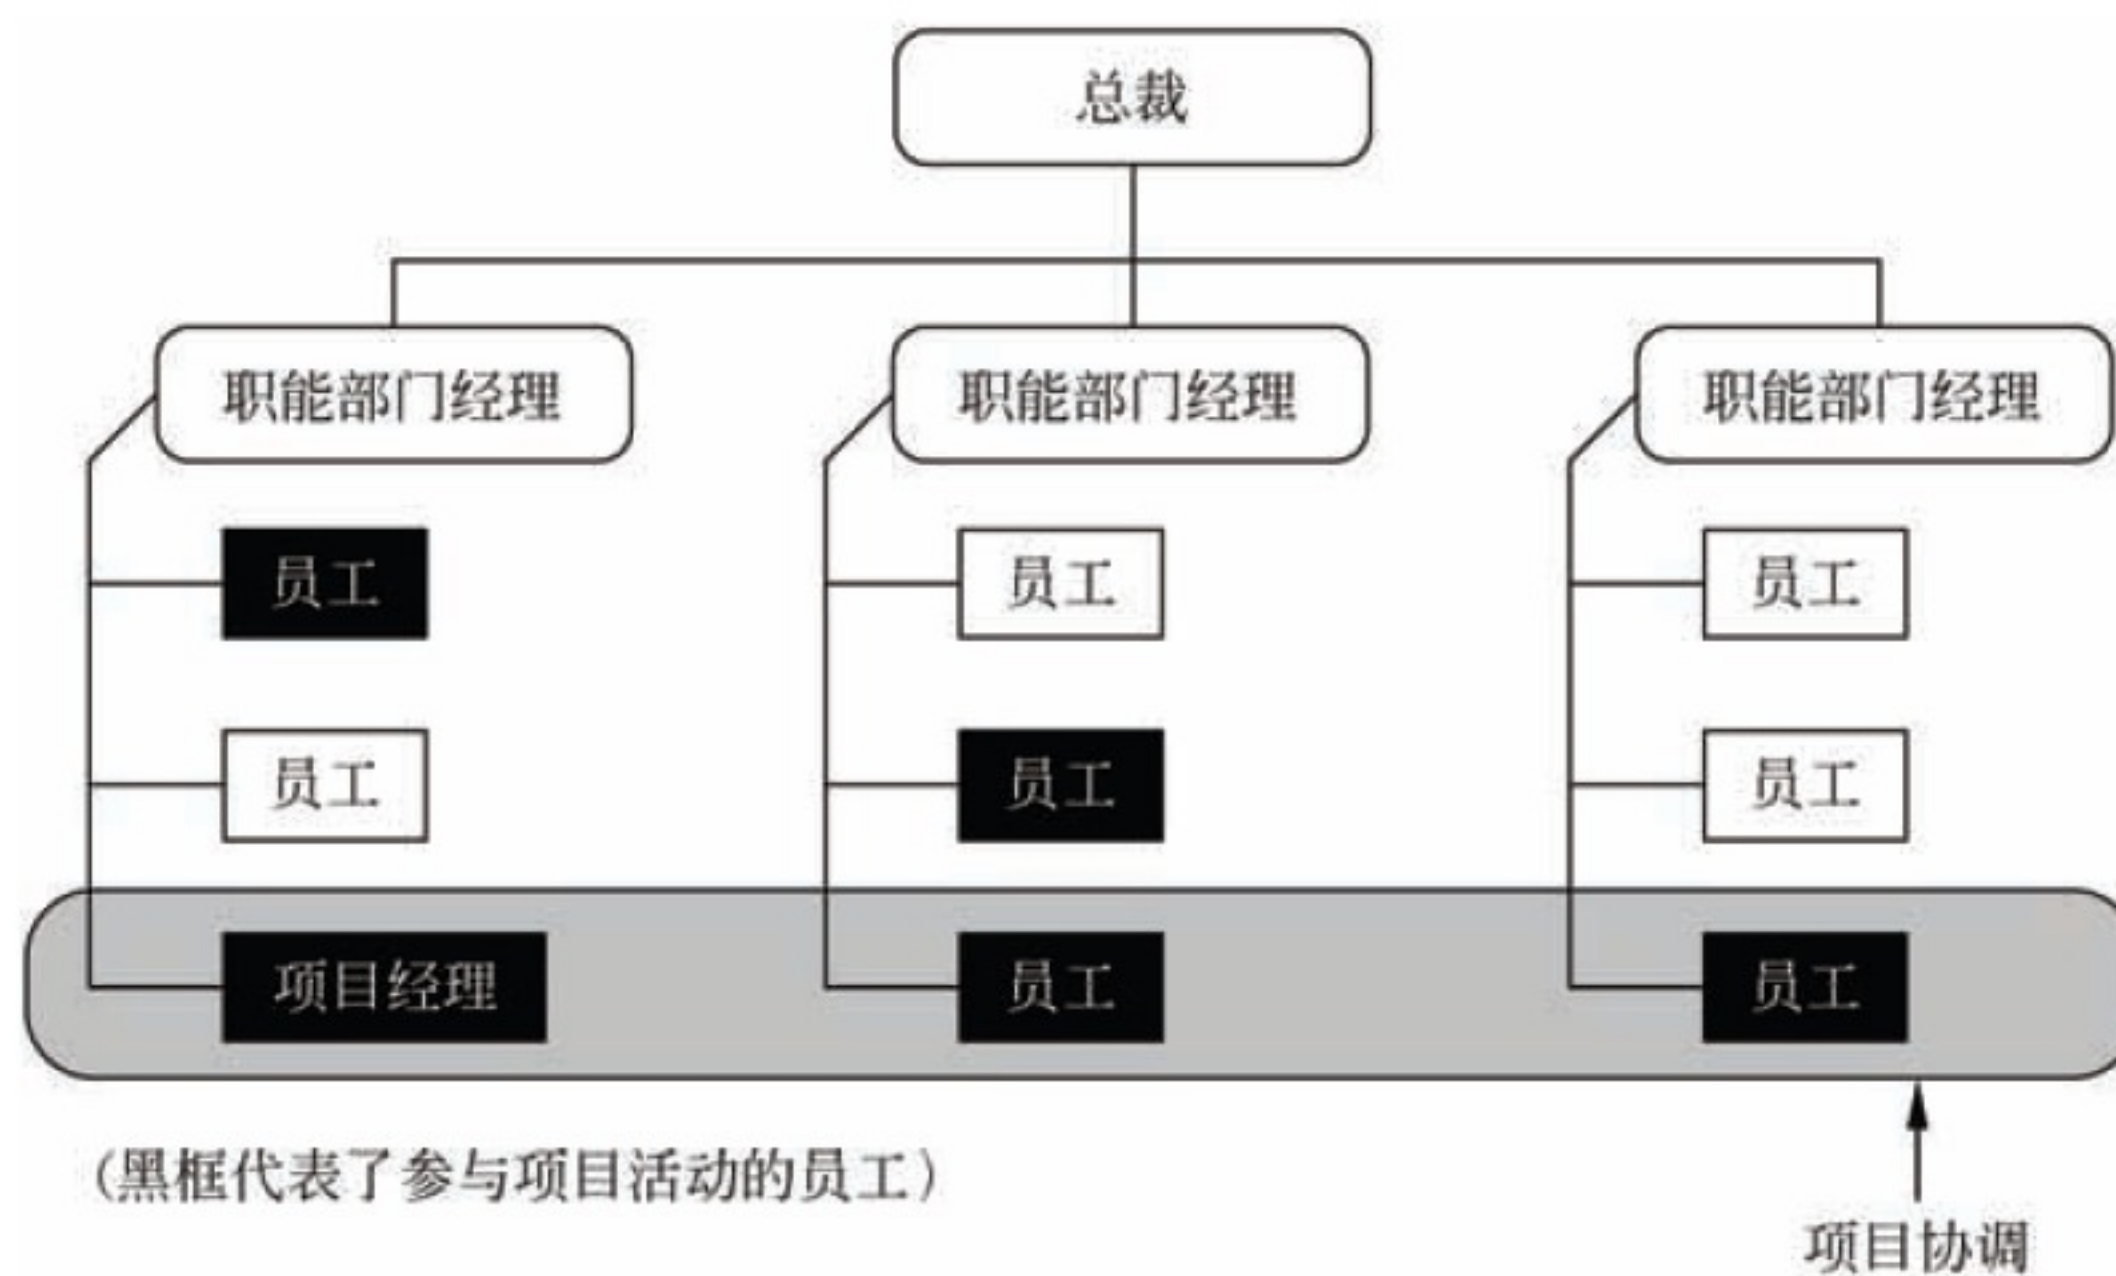 总裁
职能部门经理
职能部门经理
职能部门经理
员工
员工
员工
员工
员工
员工
项目经理
员工
员工
（黑框代表了参与项目活动的员工）
项目协调